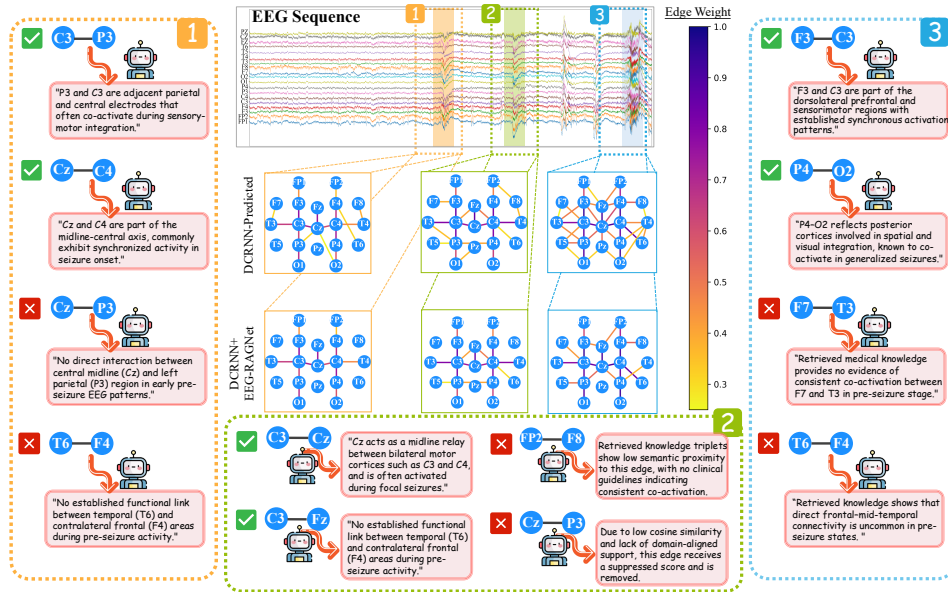 EEG Sequence
1
2
3
Edge Weight
1.0
0.9
0.8
0.7
0.6
0.5
0.4
0.3
1
C3 P3
"P3 and C3 are adjacent parietal
and central electrodes that
often co-activate during sensory-
motor integration."
Cz C4
"Cz and C4 are part of the
midline-central axis, commonly
exhibit synchronized activity in
seizure onset."
Cz P3
"No direct interaction between
central midline (Cz) and left
parietal (P3) region in early pre-
seizure EEG patterns."
T6 F4
"No established functional link
between temporal (T6) and
contralateral frontal (F4) areas
during pre-seizure activity."
DCRNN-Predicted
FP1 FP2
F7 F3 F4 F8
Fz
T3 C3 Cz C4 T4
T5 P3 Pz P4 T6
O1 O2
DCRNN+
EEG-RAGNet
2
C3 Cz
"Cz acts as a midline relay
between bilateral motor
cortices such as C3 and C4,
and is often activated
during focal seizures."
FP2 F8
Retrieved knowledge triplets
show low semantic proximity
to this edge, with no clinical
guidelines indicating
consistent co-activation.
C3 Fz
"No established functional
link between temporal (T6)
and contralateral frontal
(F4) areas during pre-
seizure activity."
Cz P3
Due to low cosine similarity
and lack of domain-aligned
support, this edge receives
a suppressed score and is
removed.
3
F3 C3
"F3 and C3 are part of the
dorsolateral prefrontal and
sensorimotor regions with
established synchronous activation
patterns."
P4 O2
"P4-O2 reflects posterior
cortices involved in spatial
and visual integration, known to co-
activate in generalized seizures."
F7 T3
"Retrieved medical knowledge
provides no evidence of
consistent co-activation between
F7 and T3 in pre-seizure stage."
T6 F4
"Retrieved knowledge shows that
direct frontal-mid-temporal
connectivity is uncommon in pre-
seizure states. "